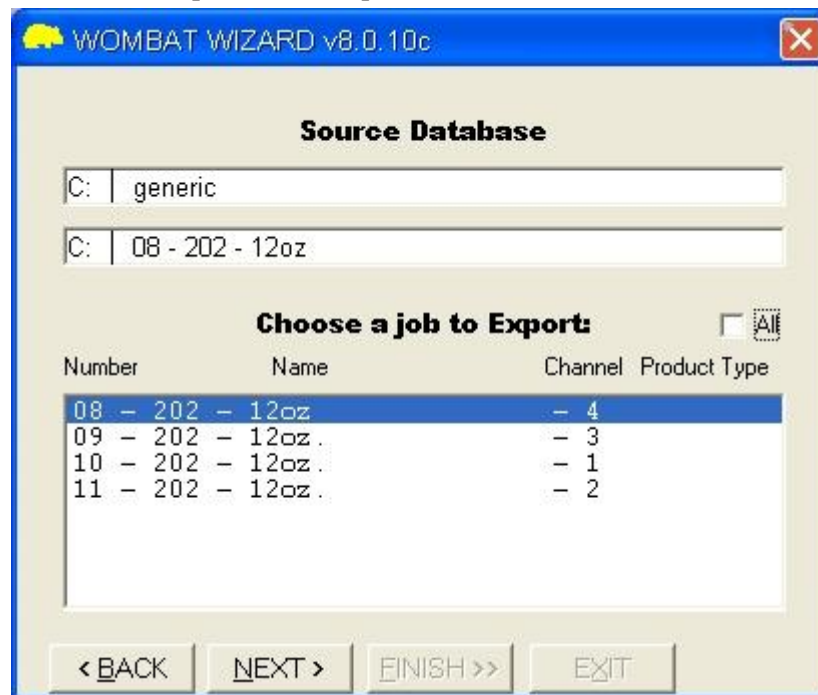 WOMBAT WIZARD v8.0.10c
Source Database
C: generic
C: 08 - 202 - 12oz
Choose a job to Export: All
Number Name Channel Product Type
08 – 202 – 12oz – 4
09 – 202 – 12oz. – 3
10 – 202 – 12oz. – 1
11 – 202 – 12oz. – 2
< BACK NEXT > FINISH >> EXIT